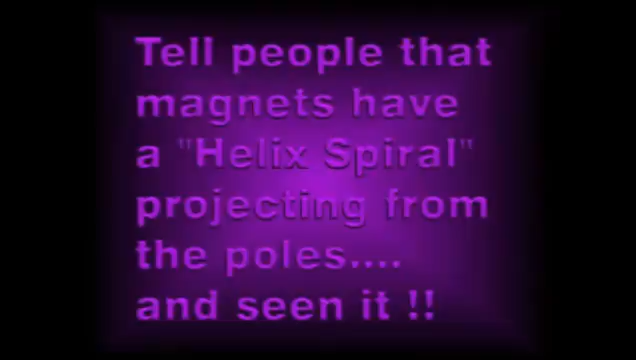 Tell people that
magnets have
a "Helix Spiral"
projecting from
the poles....
and seen it !!